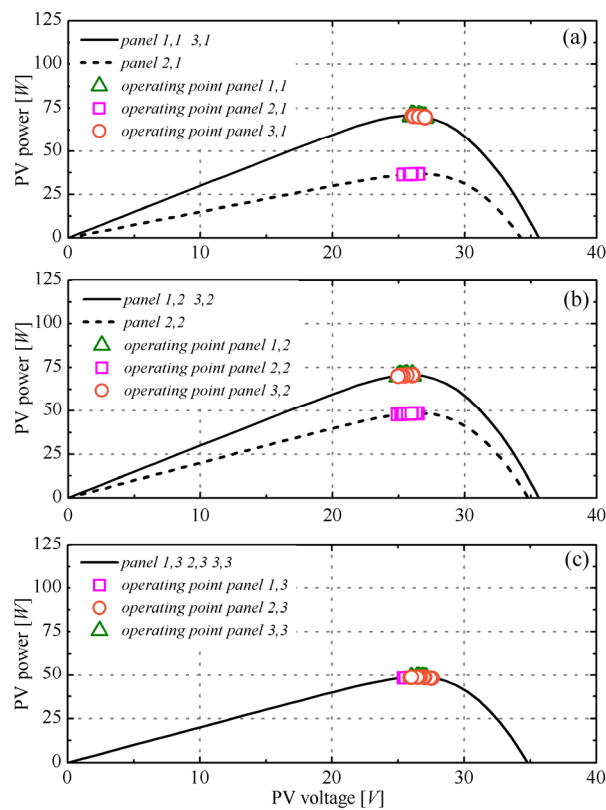 125
100
75
50
25
0
PV power [W]
(a)
panel 1,1  3,1
panel 2,1
operating point panel 1,1
operating point panel 2,1
operating point panel 3,1
0 10 20 30 40
125
100
75
50
25
0
PV power [W]
(b)
panel 1,2  3,2
panel 2,2
operating point panel 1,2
operating point panel 2,2
operating point panel 3,2
0 10 20 30 40
125
100
75
50
25
0
PV power [W]
(c)
panel 1,3 2,3 3,3
operating point panel 1,3
operating point panel 2,3
operating point panel 3,3
0 10 20 30 40
PV voltage [V]